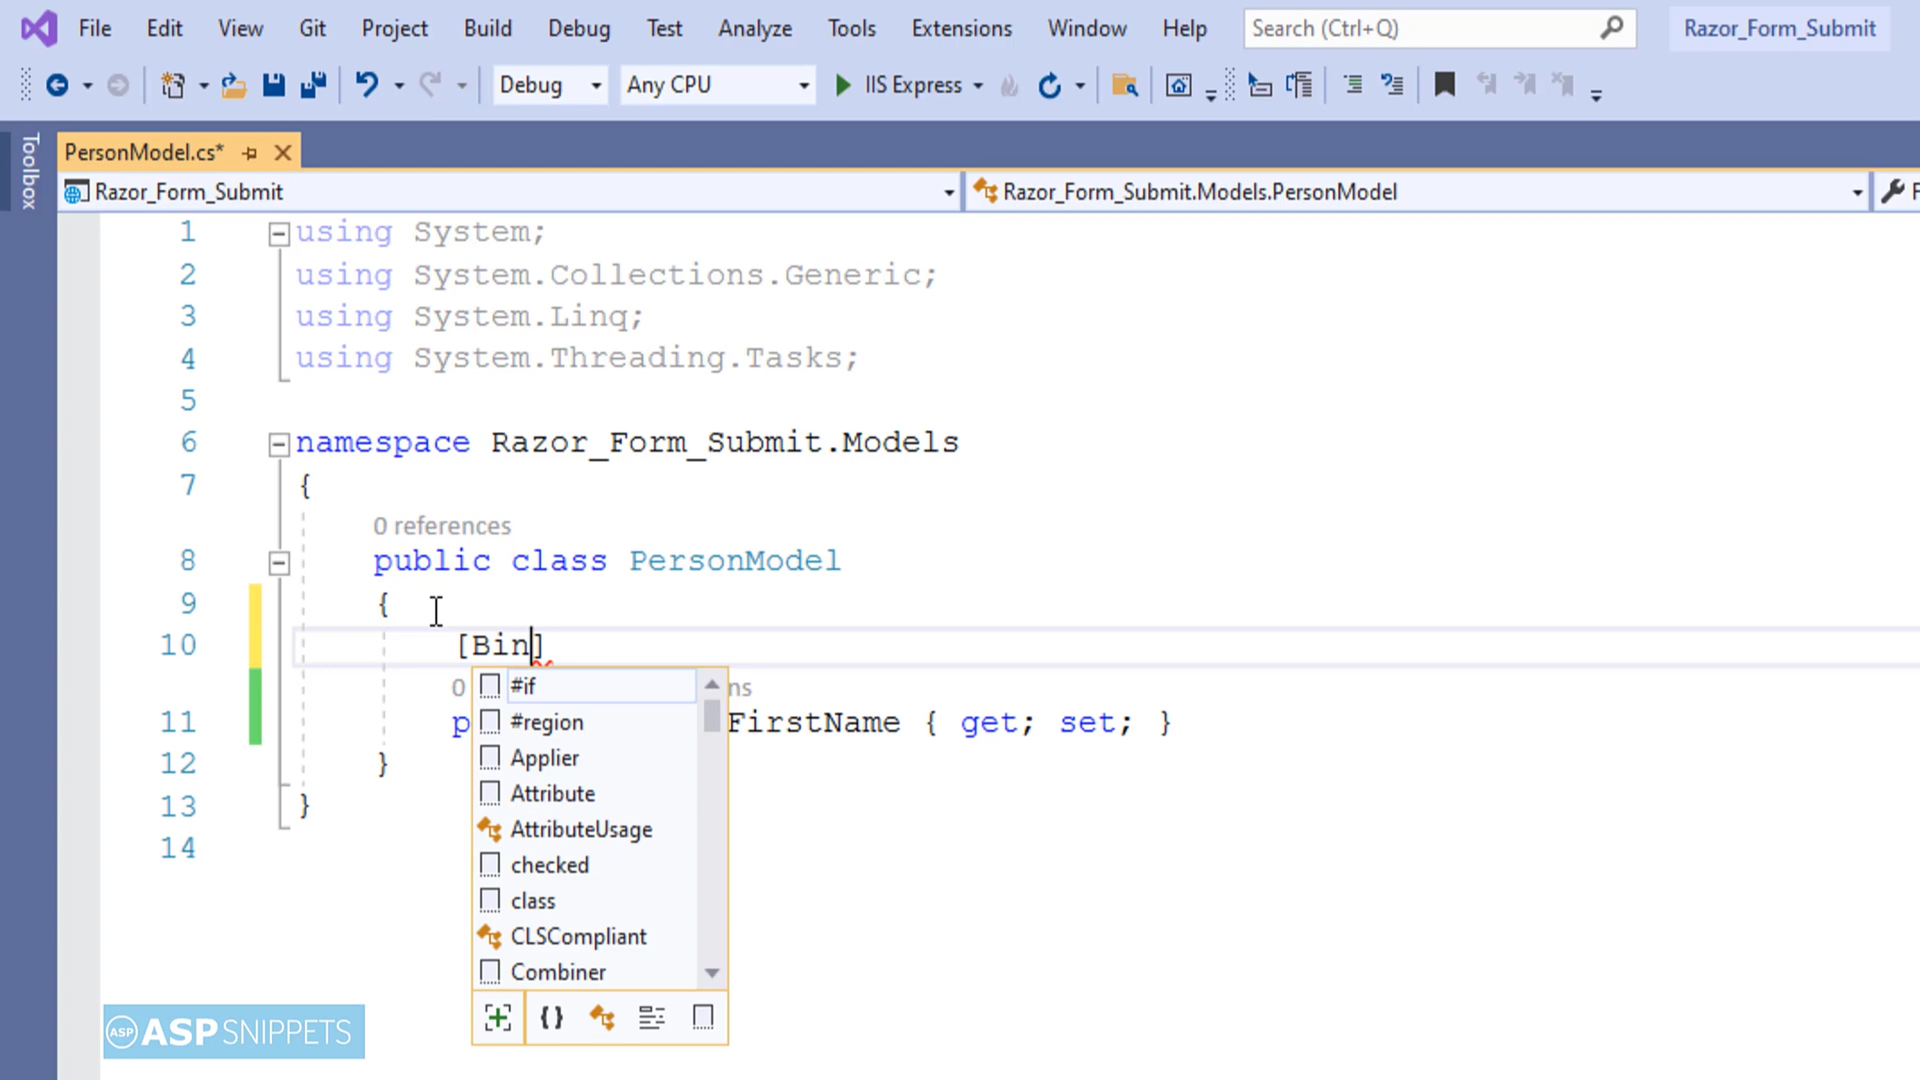 File Edit View Git Project Build Debug Test Analyze Tools Extensions Window Help Search (Ctrl+Q) Razor_Form_Submit
Debug Any CPU IIS Express
Toolbox
PersonModel.cs*
Razor_Form_Submit Razor_Form_Submit.Models.PersonModel F
1 using System;
2 using System.Collections.Generic;
3 using System.Linq;
4 using System.Threading.Tasks;
5
6 namespace Razor_Form_Submit.Models
7 {
0 references
8 public class PersonModel
9 {
10 [Bin]
0 ns
#if
#region
11 p FirstName { get; set; }
Applier
12 }
Attribute
13 }
AttributeUsage
14
checked
class
CLSCompliant
Combiner
{}
ASP ASPSNIPPETS